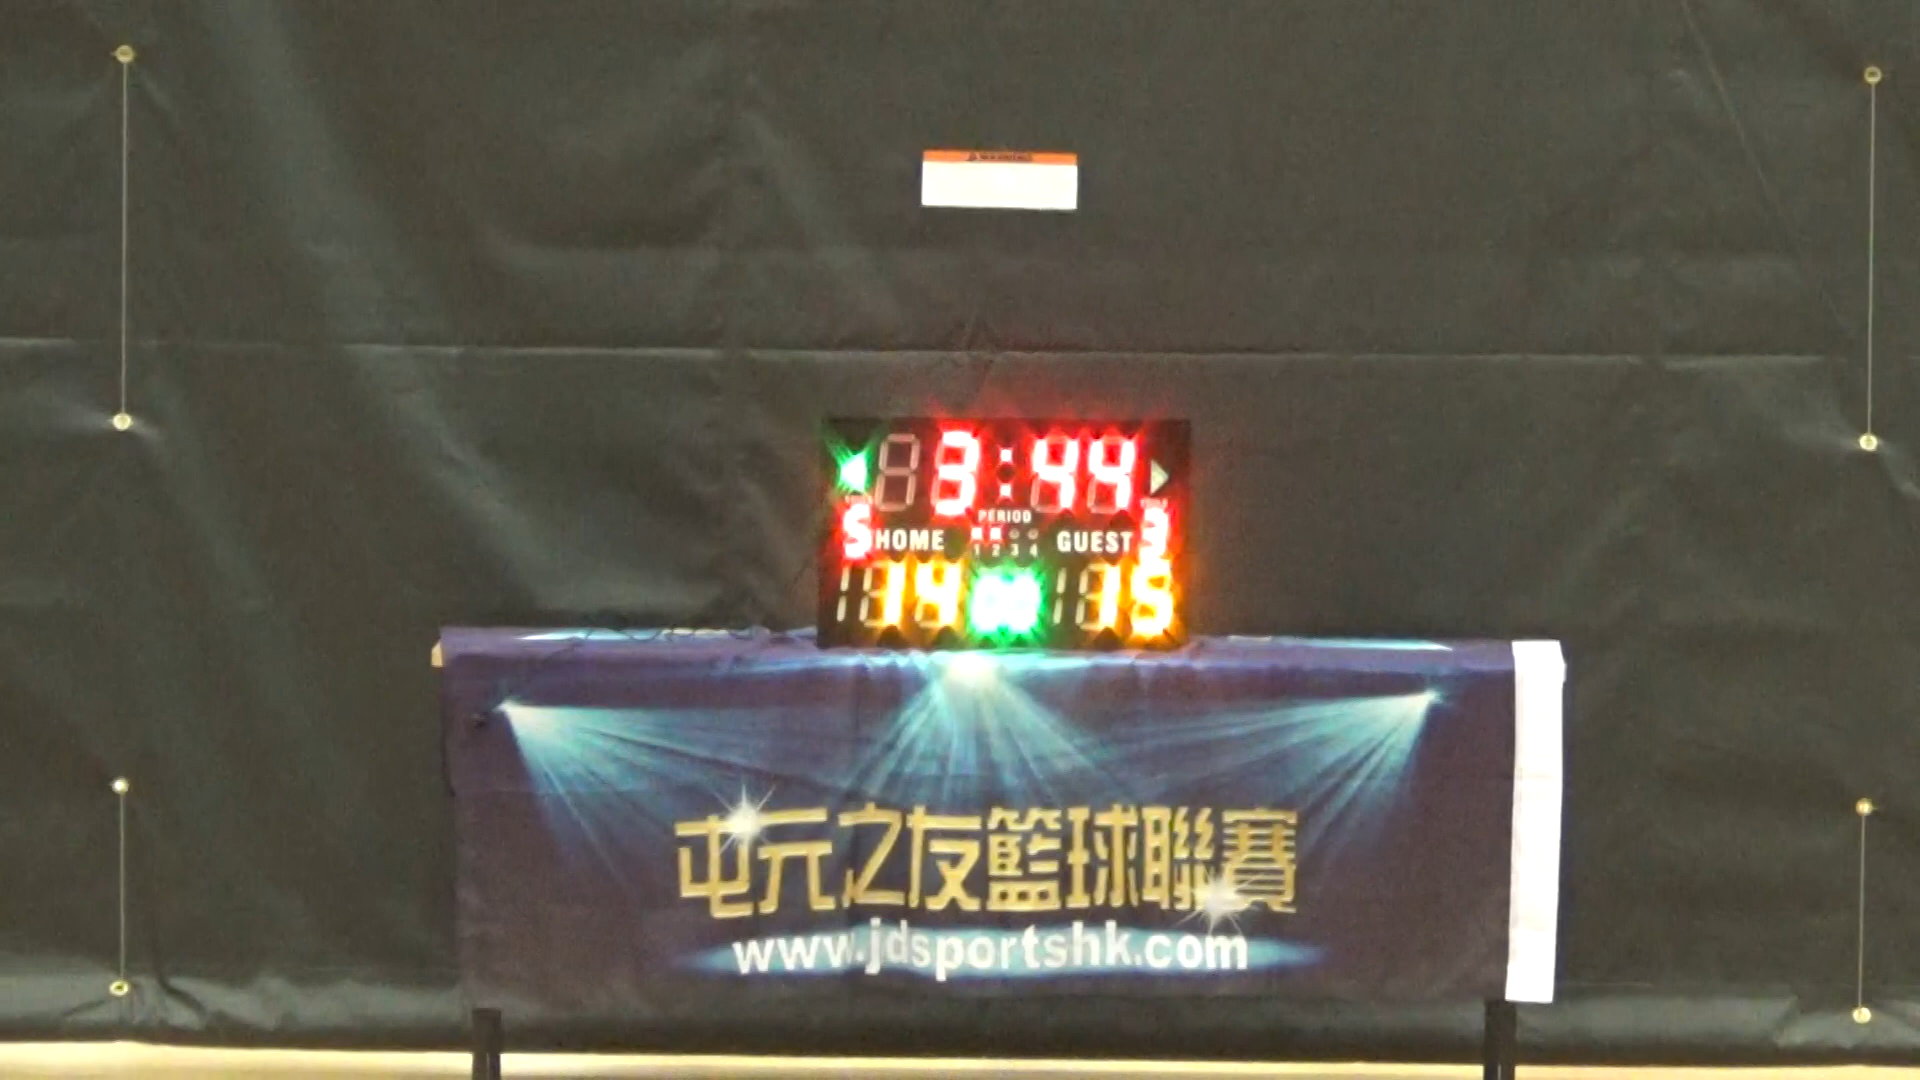 WARNING
3:44
PERIOD
5 HOME 1 2 3 4 GUEST 3
14 15
屯元之友籃球聯賽
www.jdsportshk.com